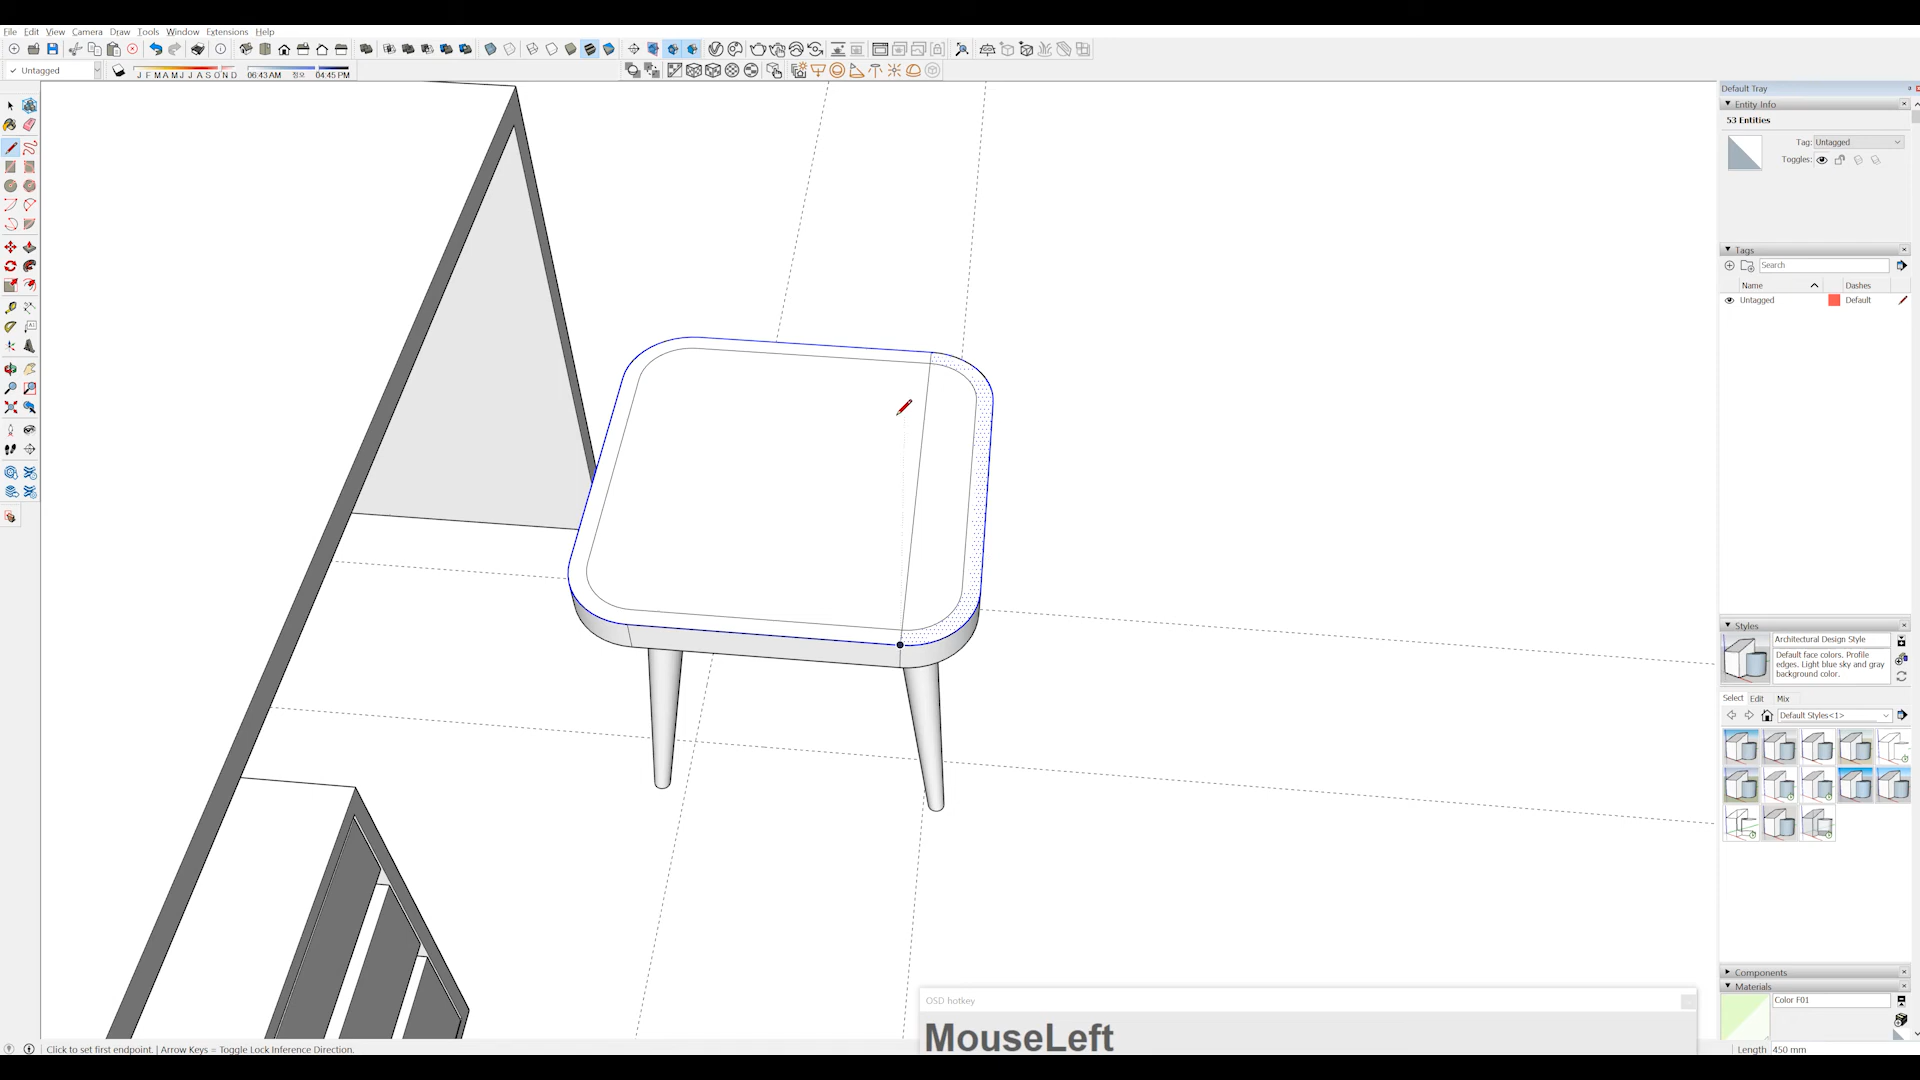 File Edit View Camera Draw Tools Window Extensions Help
Untagged
J F M A M J J A S O N D 06:43 AM 정오 04:45 PM
Default Tray
Entity Info
53 Entities
Tag: Untagged
Toggles:
Tags
Search
Name Dashes
Untagged Default
Styles
Architectural Design Style
Default face colors. Profile
edges. Light blue sky and gray
background color.
Select Edit Mix
Default Styles<1>
Components
Materials
Color F01
OSD hotkey
MouseLeft
Click to set first endpoint. | Arrow Keys = Toggle Lock Inference Direction.
Length 450 mm